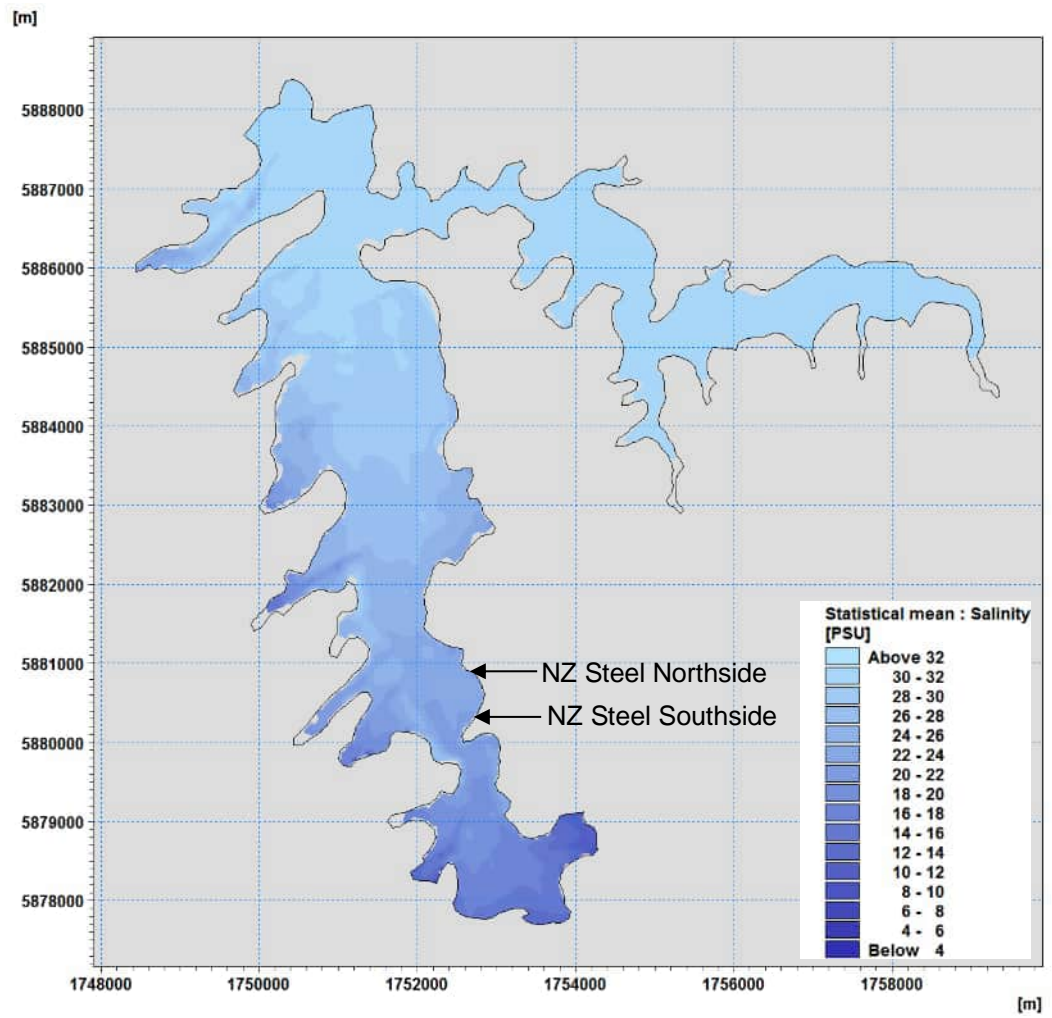 [m]
5888000
5887000
5886000
5885000
5884000
5883000
5882000
5881000
5880000
5879000
5878000
NZ Steel Northside
NZ Steel Southside
Statistical mean : Salinity
[PSU]
Above 32
30 - 32
28 - 30
26 - 28
24 - 26
22 - 24
20 - 22
18 - 20
16 - 18
14 - 16
12 - 14
10 - 12
8 - 10
6 - 8
4 - 6
Below 4
1748000 1750000 1752000 1754000 1756000 1758000
[m]